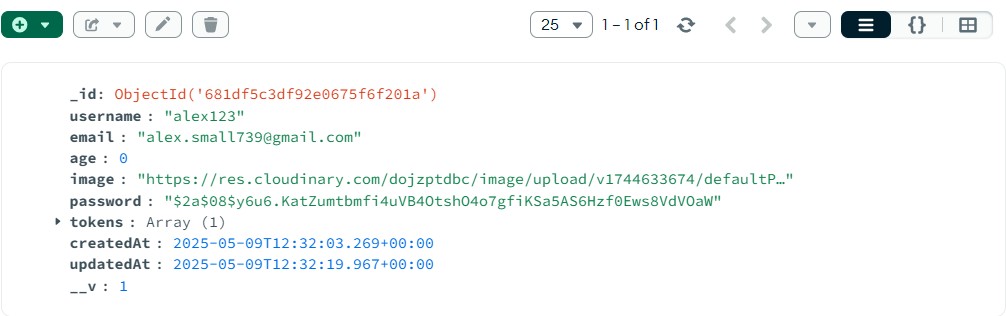 25 1 – 1 of 1 {}
_id: ObjectId('681df5c3df92e0675f6f201a')
username : "alex123"
email : "alex.small739@gmail.com"
age : 0
image : "https://res.cloudinary.com/dojzptdbc/image/upload/v1744633674/defaultP…"
password : "$2a$08$y6u6.KatZumtbmfi4uVB4OtshO4o7gfiKSa5AS6Hzf0Ews8VdVOaW"
tokens : Array (1)
createdAt : 2025-05-09T12:32:03.269+00:00
updatedAt : 2025-05-09T12:32:19.967+00:00
__v : 1